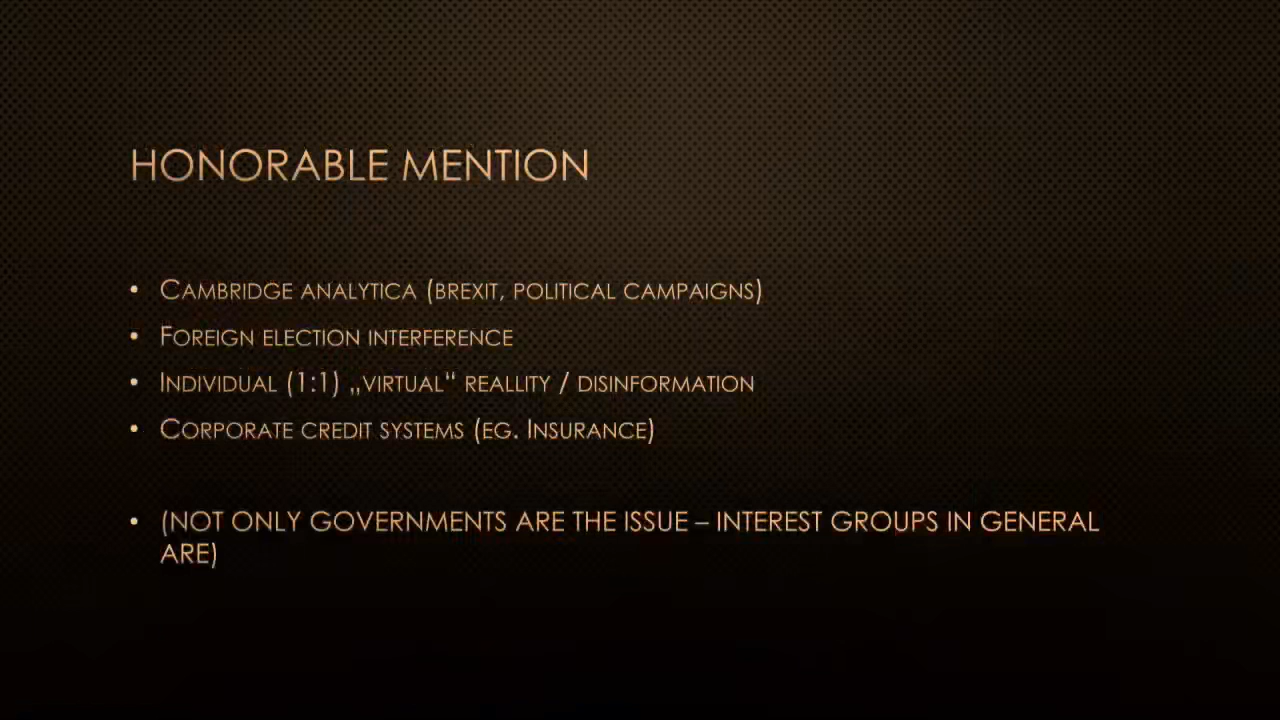 HONORABLE MENTION
• CAMBRIDGE ANALYTICA (BREXIT, POLITICAL CAMPAIGNS)
• FOREIGN ELECTION INTERFERENCE
• INDIVIDUAL (1:1) „VIRTUAL“ REALLITY / DISINFORMATION
• CORPORATE CREDIT SYSTEMS (EG. INSURANCE)
• (NOT ONLY GOVERNMENTS ARE THE ISSUE – INTEREST GROUPS IN GENERAL
ARE)